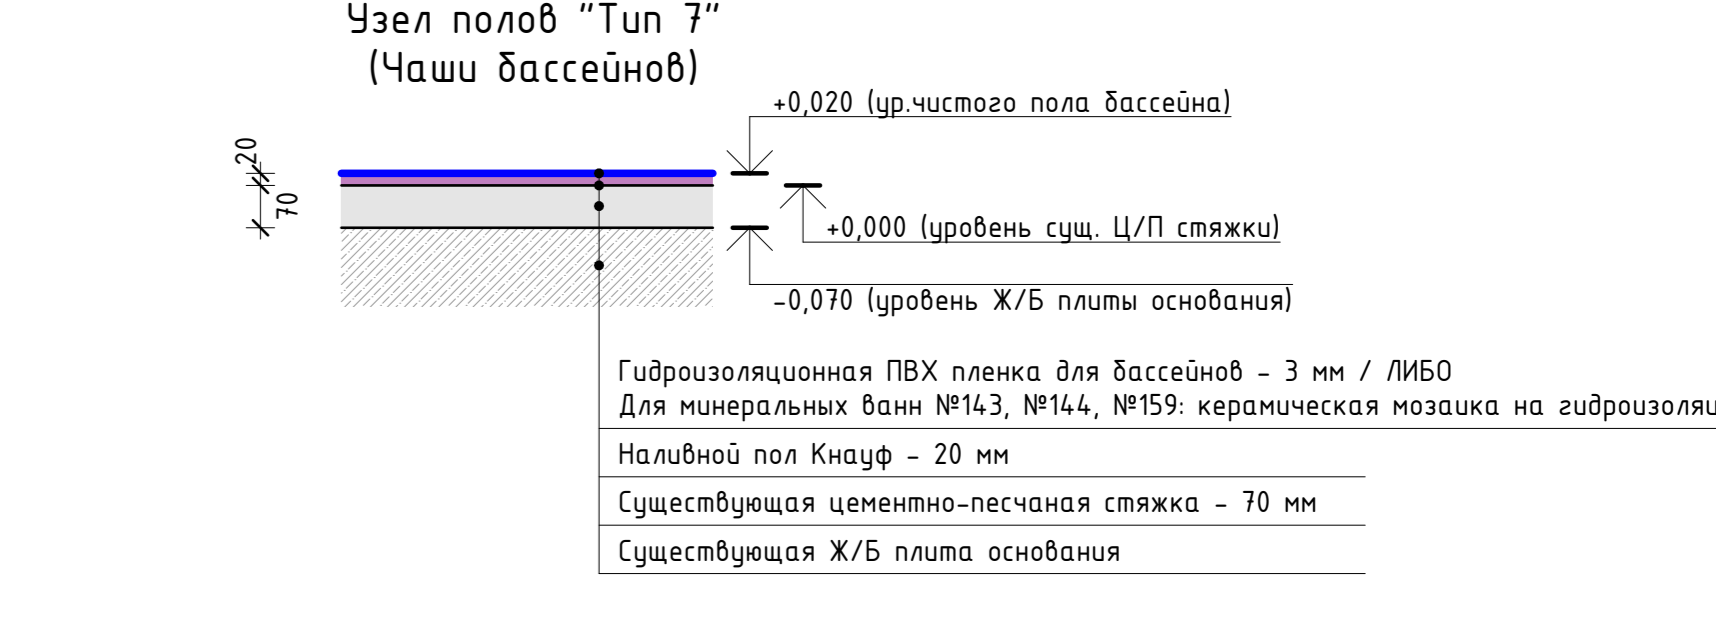 Узел полов "Тип 7"
(Чаши бассейнов)
+0,020 (ур.чистого пола бассейна)
20
70
+0,000 (уровень сущ. Ц/П стяжки)
-0,070 (уровень Ж/Б плиты основания)
Гидроизоляционная ПВХ пленка для бассейнов - 3 мм / ЛИБО
Для минеральных ванн №143, №144, №159: керамическая мозаика на
Наливной пол Кнауф - 20 мм
Существующая цементно-песчаная стяжка - 70 мм
Существующая Ж/Б плита основания